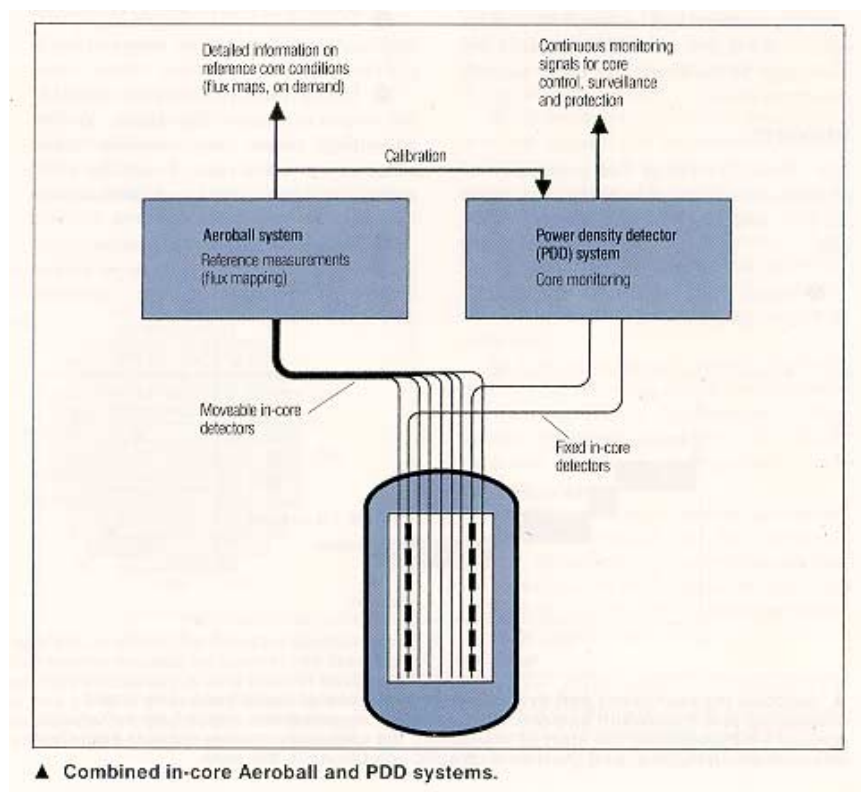 Detailed information on
reference core conditions
(flux maps, on demand)
Continuous monitoring
signals for core
control, surveillance
and protection
Calibration
Aeroball system
Reference measurements
(flux mapping)
Power density detector
(PDD) system
Core monitoring
Moveable in-core
detectors
Fixed in-core
detectors
▲ Combined in-core Aeroball and PDD systems.